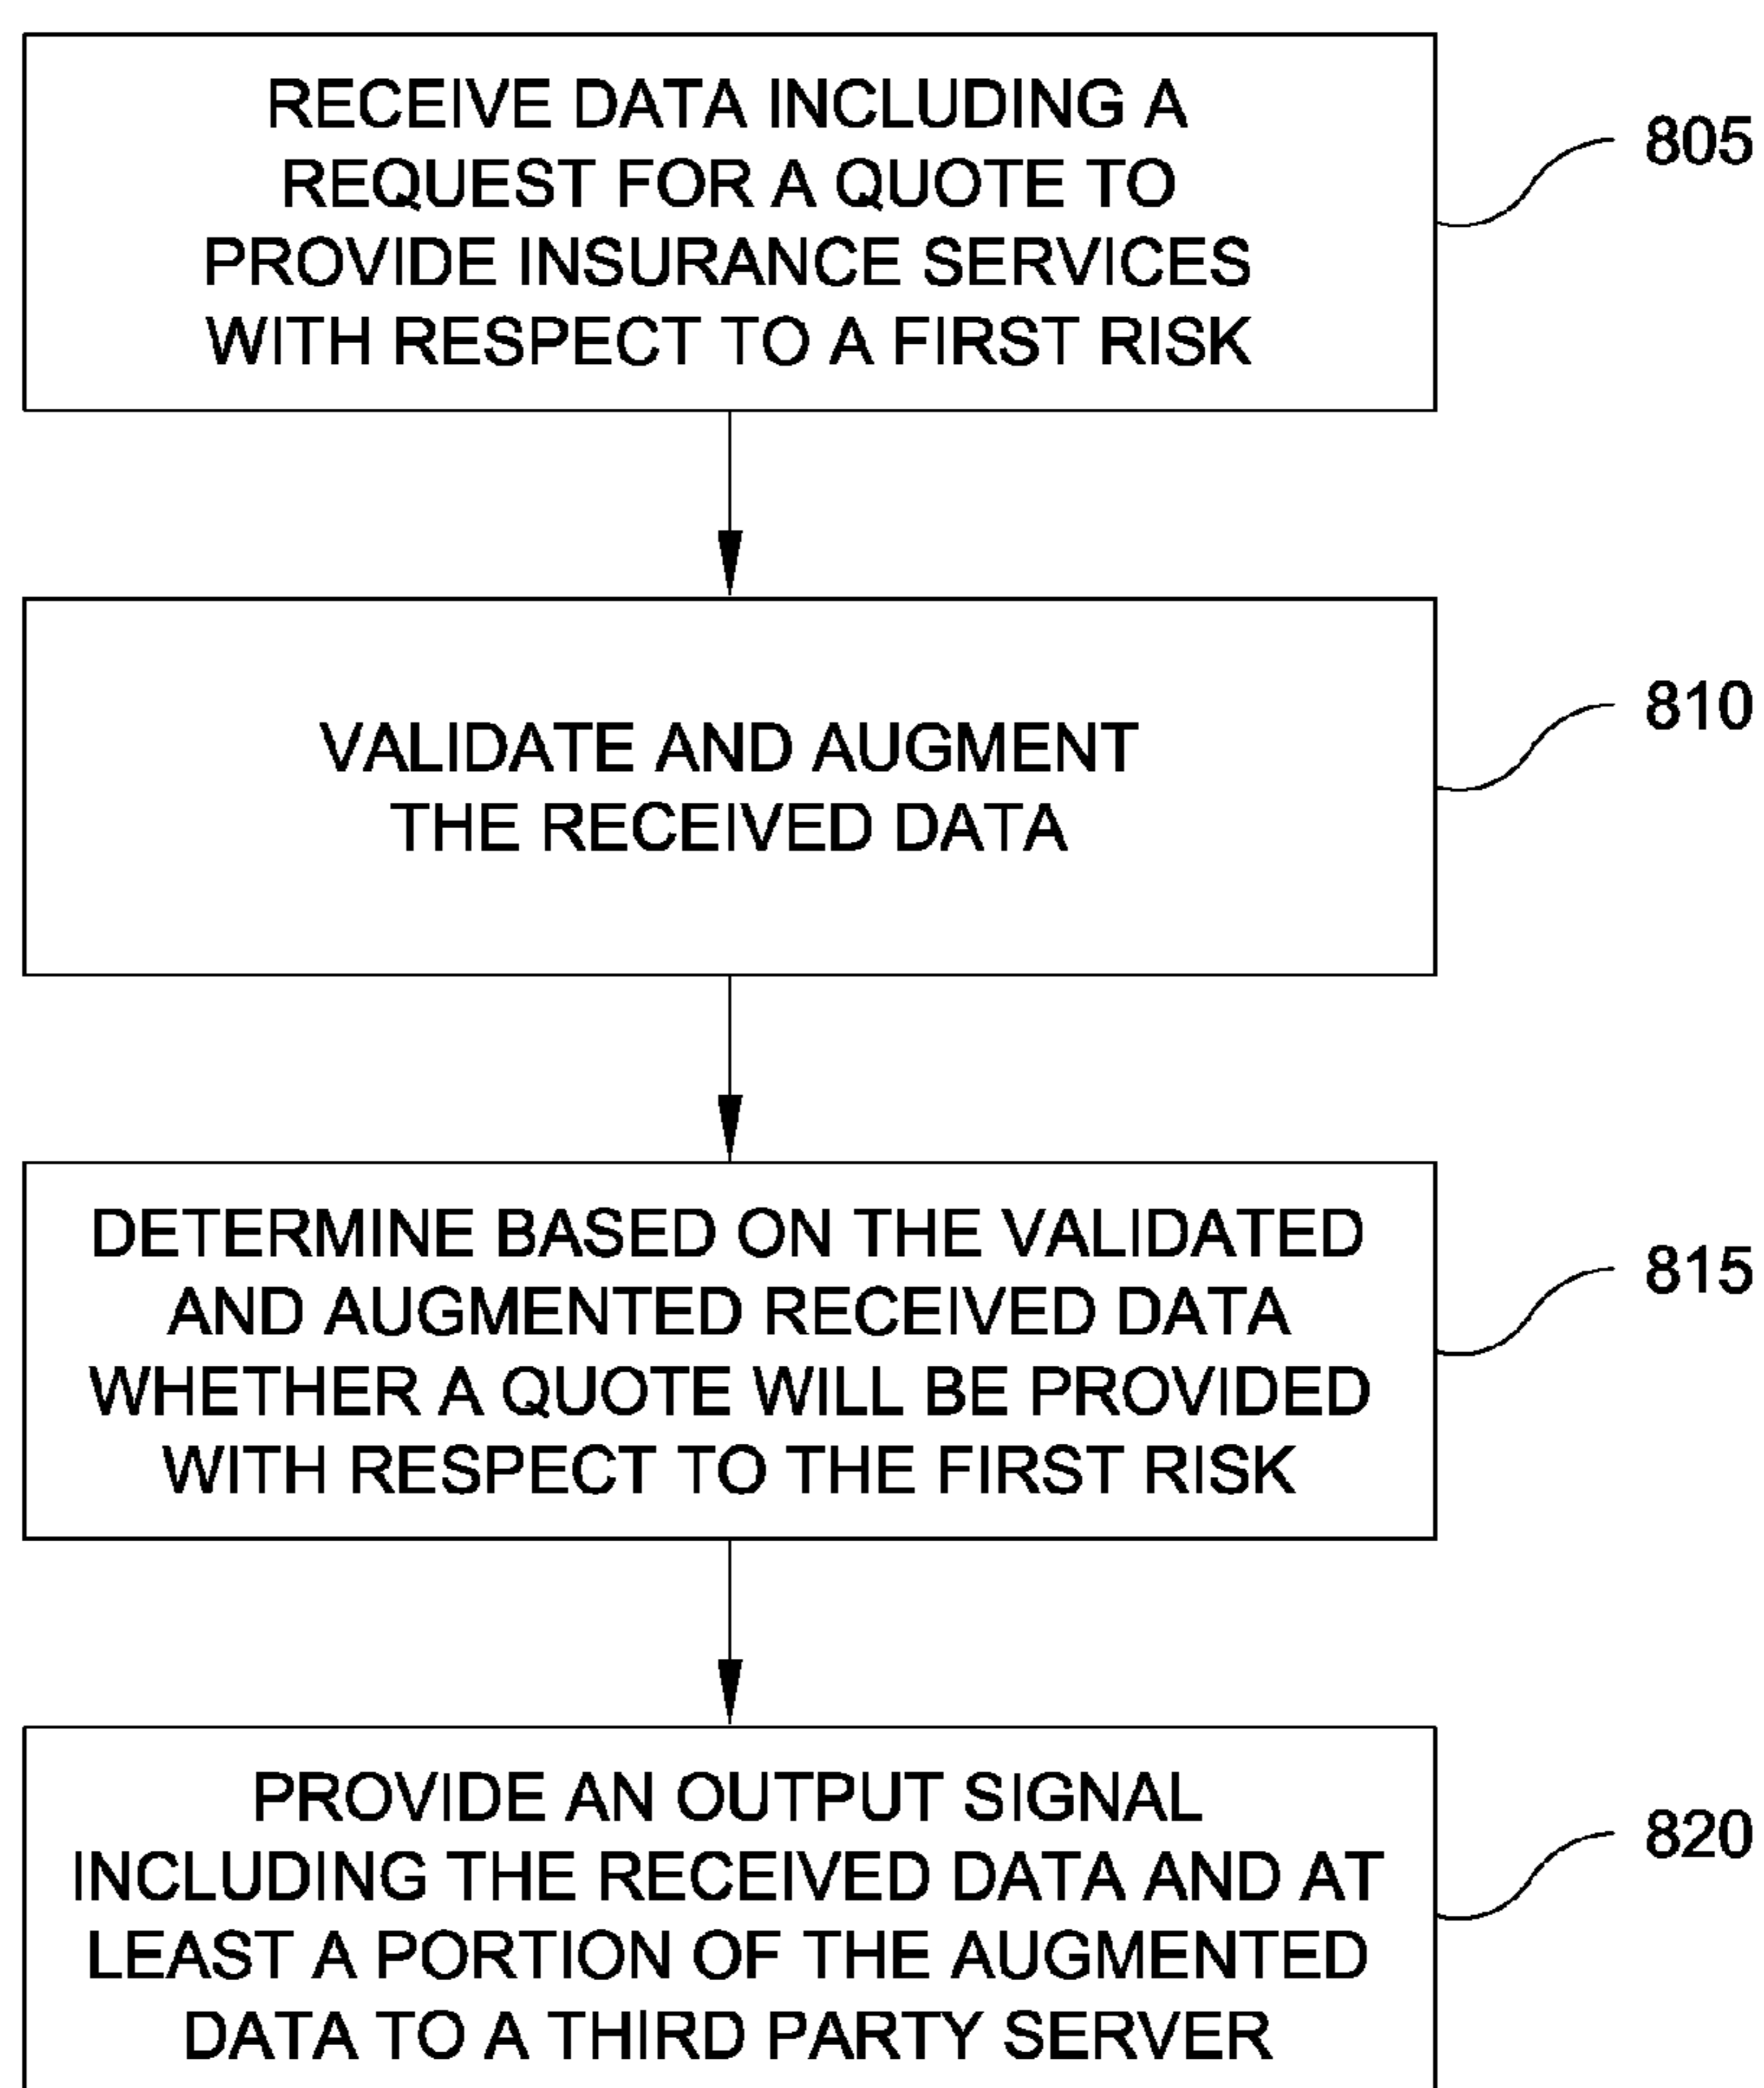 RECEIVE DATA INCLUDING A
REQUEST FOR A QUOTE TO
PROVIDE INSURANCE SERVICES
WITH RESPECT TO A FIRST RISK
805
VALIDATE AND AUGMENT
THE RECEIVED DATA
810
DETERMINE BASED ON THE VALIDATED
AND AUGMENTED RECEIVED DATA
WHETHER A QUOTE WILL BE PROVIDED
WITH RESPECT TO THE FIRST RISK
815
PROVIDE AN OUTPUT SIGNAL
INCLUDING THE RECEIVED DATA AND AT
LEAST A PORTION OF THE AUGMENTED
DATA TO A THIRD PARTY SERVER
820